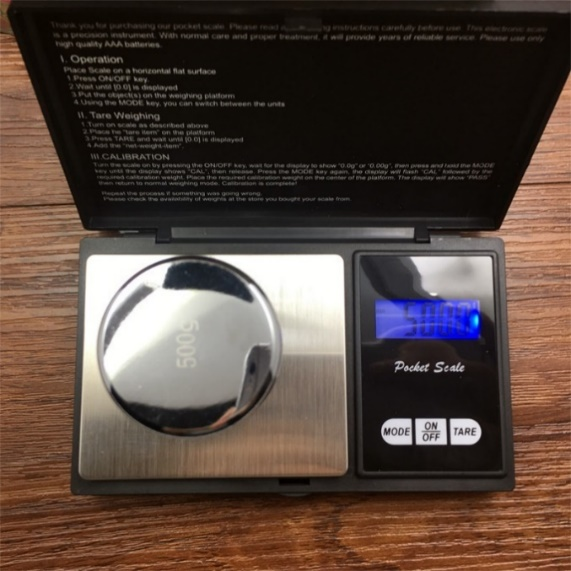 Thank you for purchasing our pocket scale. Please read instructions carefully before use. This electronic scale
is a precision instrument. With normal care and proper treatment, it will provide years of reliable service. Please use only
high quality AAA batteries.
I. Operation
Place Scale on a horizontal flat surface
1.Press ON/OFF key.
2.Wait until [0.0] is displayed
3.Put the object(s) on the weighing platform
4.Using the MODE key, you can switch between the units
II. Tare Weighing
1.Turn on scale as described above
2.Place he "tare item" on the platform
3.Press TARE and wait until [0.0] is displayed
4.Add the "net-weight-item".
III.CALIBRATION
Turn the scale on by pressing the ON/OFF key, wait for the display to show "0.0g' or '0.00g', then press and hold the MODE
key until the display shows "CAL", then release. Press the MODE key again, the display will flash "CAL" followed by the
required calibration weight. Place the required calibration weight on the center of the platform. The display will show "PASS"
then return to normal weighing mode. Calibration is complete!
Repeat the process if something was going wrong.
Please check the availability of weights at the store you bought your scale from.
500g
Pocket Scale
MODE
ON
OFF
TARE